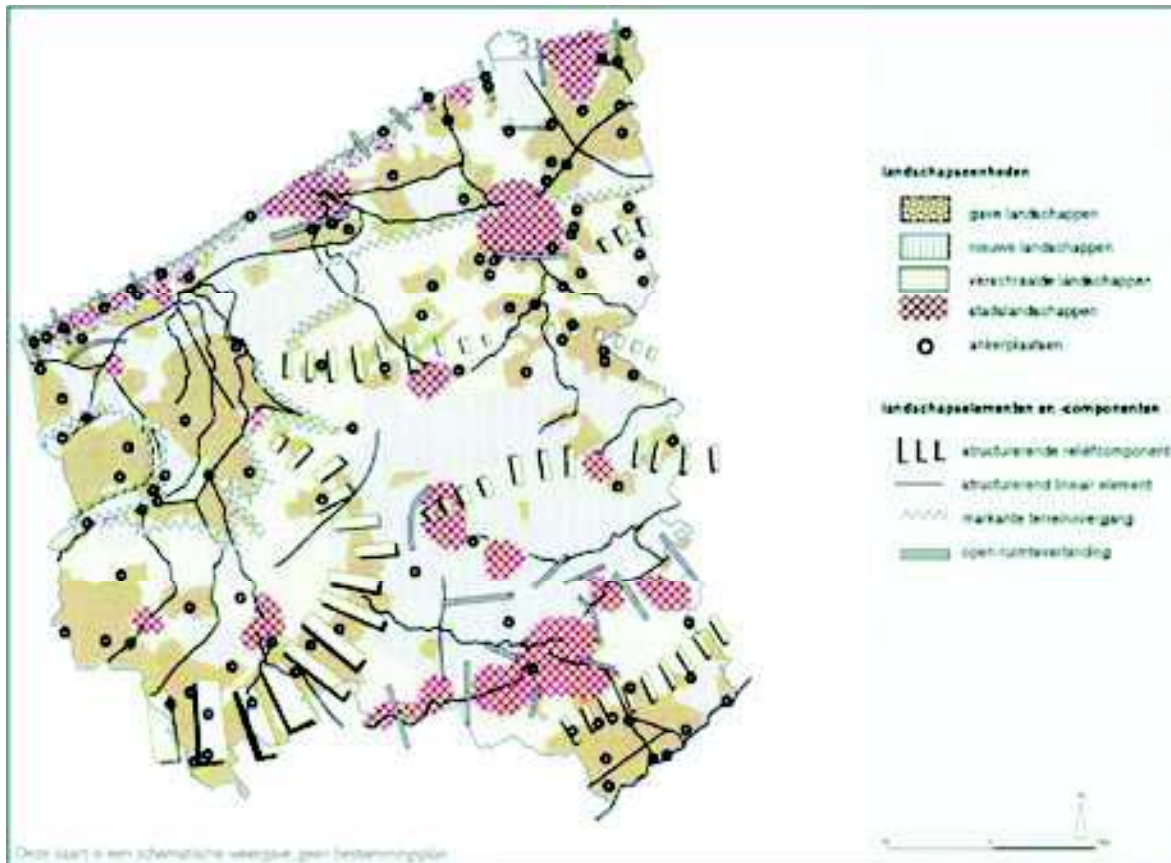 landschapseenheden
gave landschappen
nieuwe landschappen
verschraalde landschappen
stadslandschappen
ankerplaatsen
landschapselementen en -componenten
structurerende reliëfcomponent
structurerend lineair element
markante terreinovergang
open ruimteverbinding
Deze kaart is een schematische weergave, geen bestemmingsplan